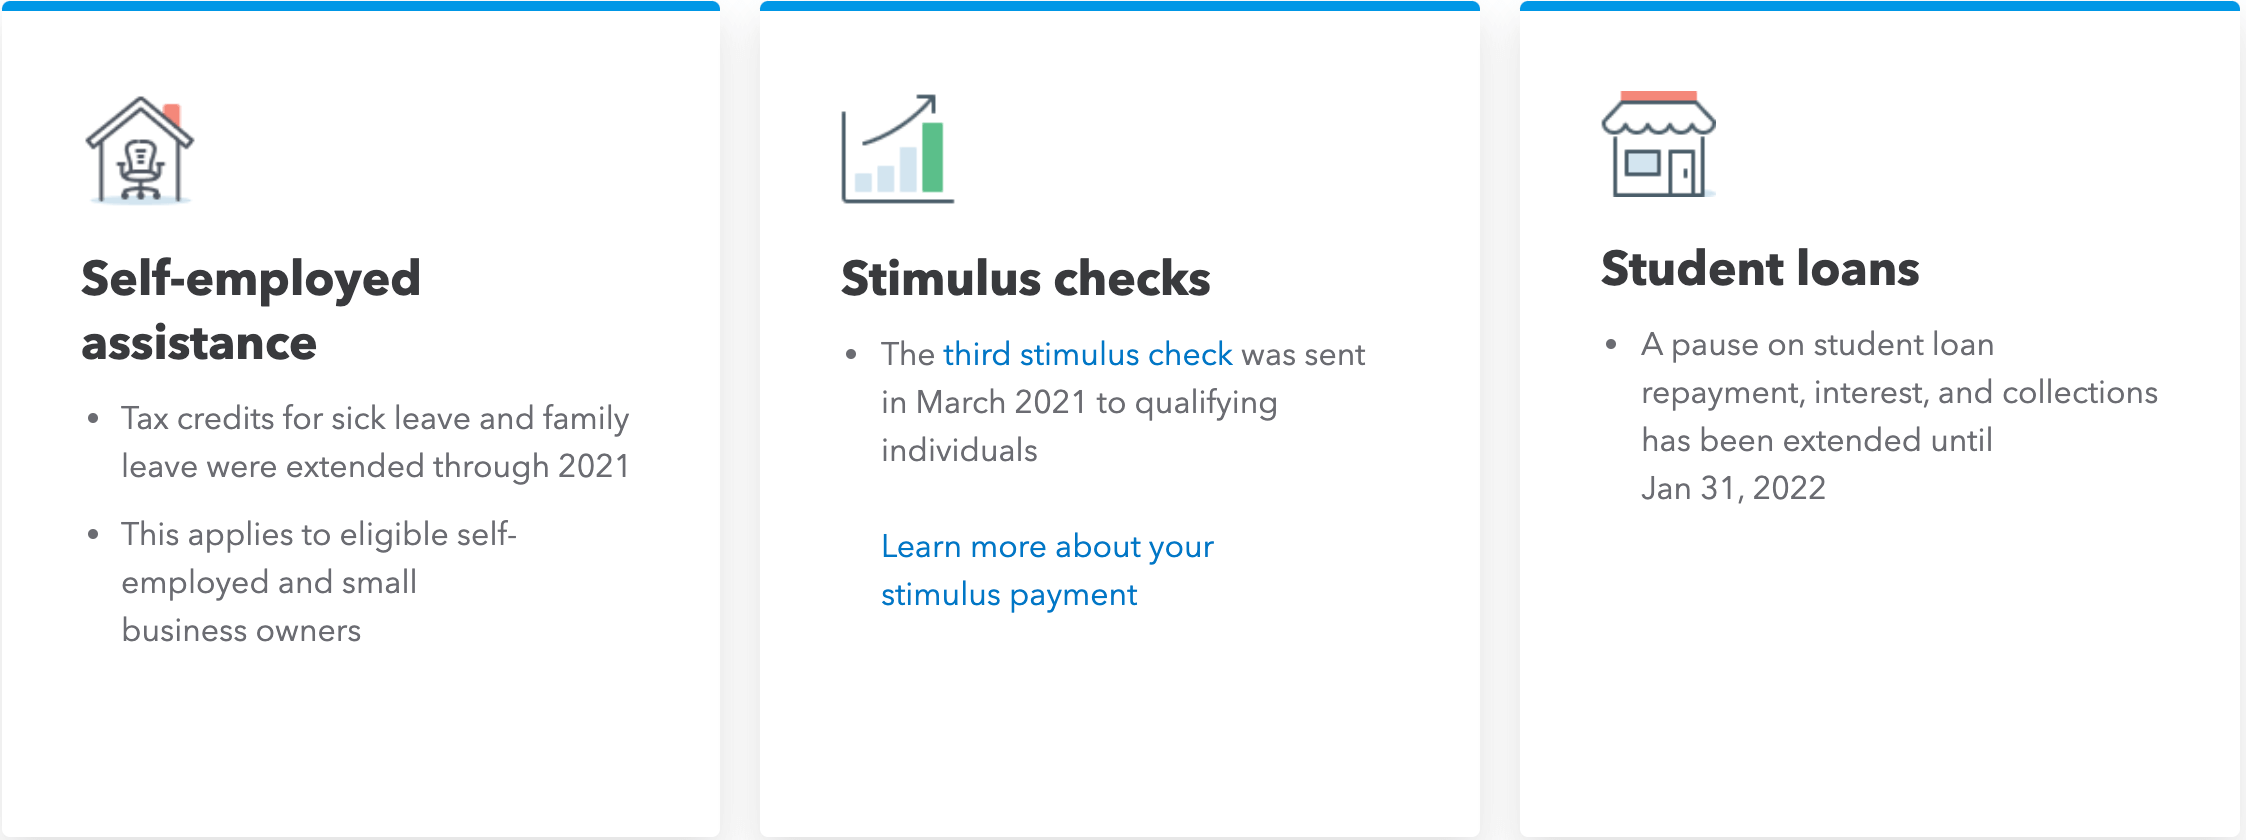 Self-employed
assistance
• Tax credits for sick leave and family
leave were extended through 2021
• This applies to eligible self-
employed and small
business owners
Stimulus checks
• The third stimulus check was sent
in March 2021 to qualifying
individuals
Learn more about your
stimulus payment
Student loans
• A pause on student loan
repayment, interest, and collections
has been extended until
Jan 31, 2022